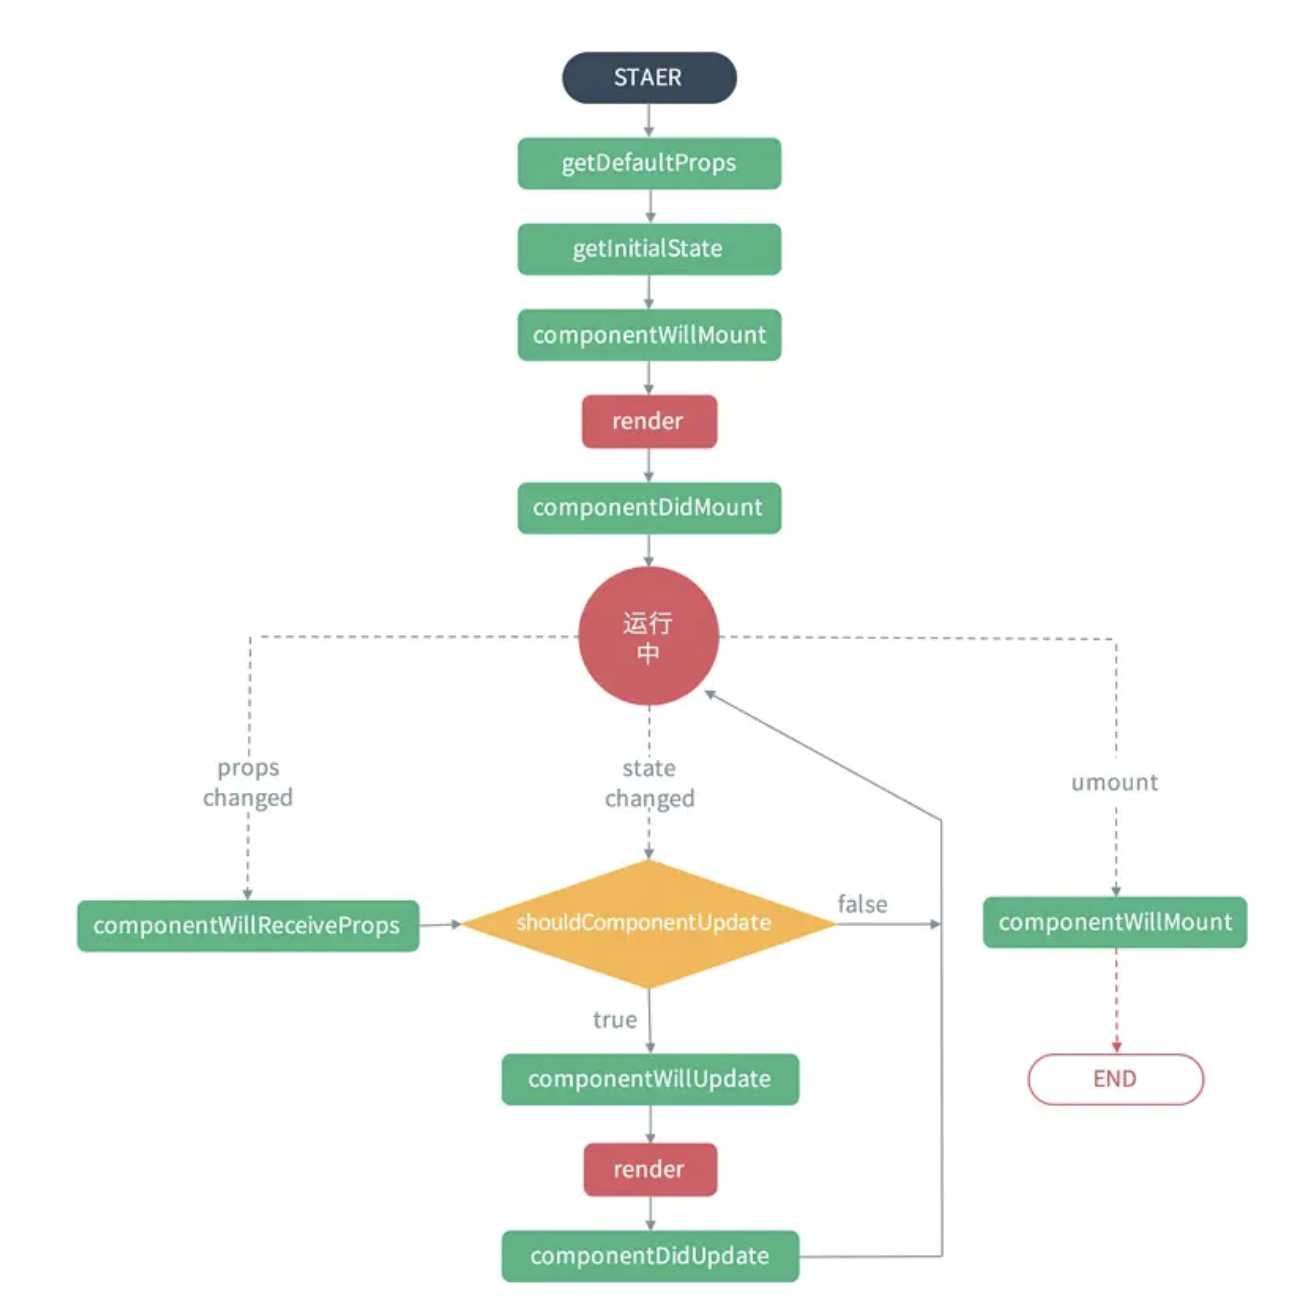 STAER
getDefaultProps
getInitialState
componentWillMount
render
componentDidMount
运行
中
props
changed
state
changed
umount
componentWillReceiveProps
shouldComponentUpdate
false
componentWillMount
true
componentWillUpdate
END
render
componentDidUpdate